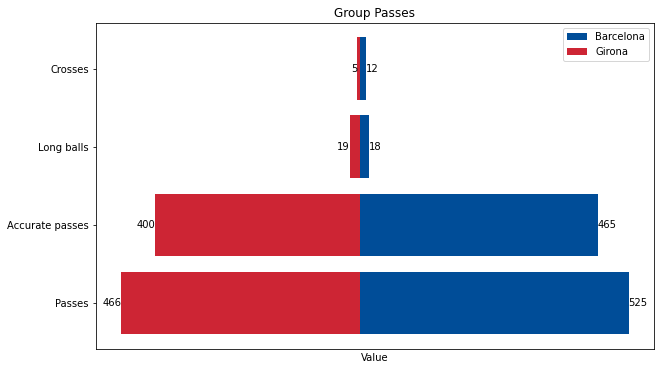 Group Passes
Barcelona
Girona
Crosses
5
12
Long balls
19
18
Accurate passes
400
465
Passes
466
525
Value